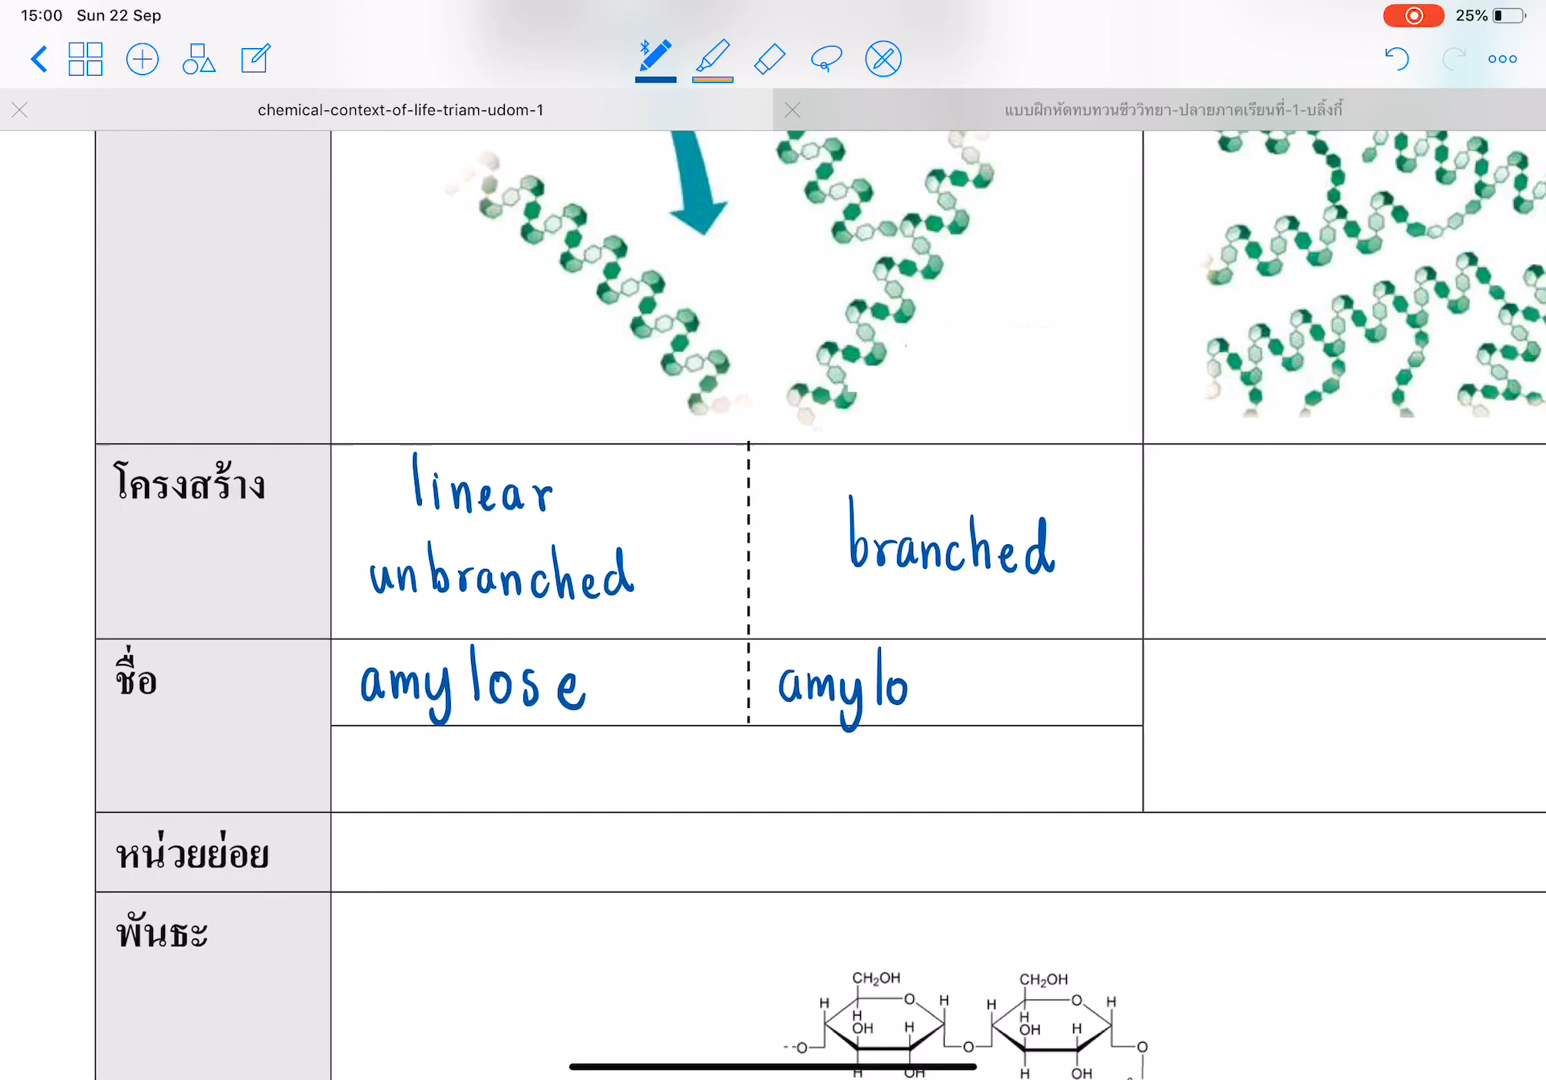 15:00 Sun 22 Sep
25%
chemical-context-of-life-triam-udom-1
แบบฝึกหัดทบทวนชีววิทยา-ปลายภาคเรียนที่-1-บลิ้งกี้
โครงสร้าง
linear
unbranched
branched
ชื่อ
amylose
amylo
หน่วยย่อย
พันธะ
CH₂OH CH₂OH
H O H H O H
H H
OH H OH H
--O O O
H OH H OH